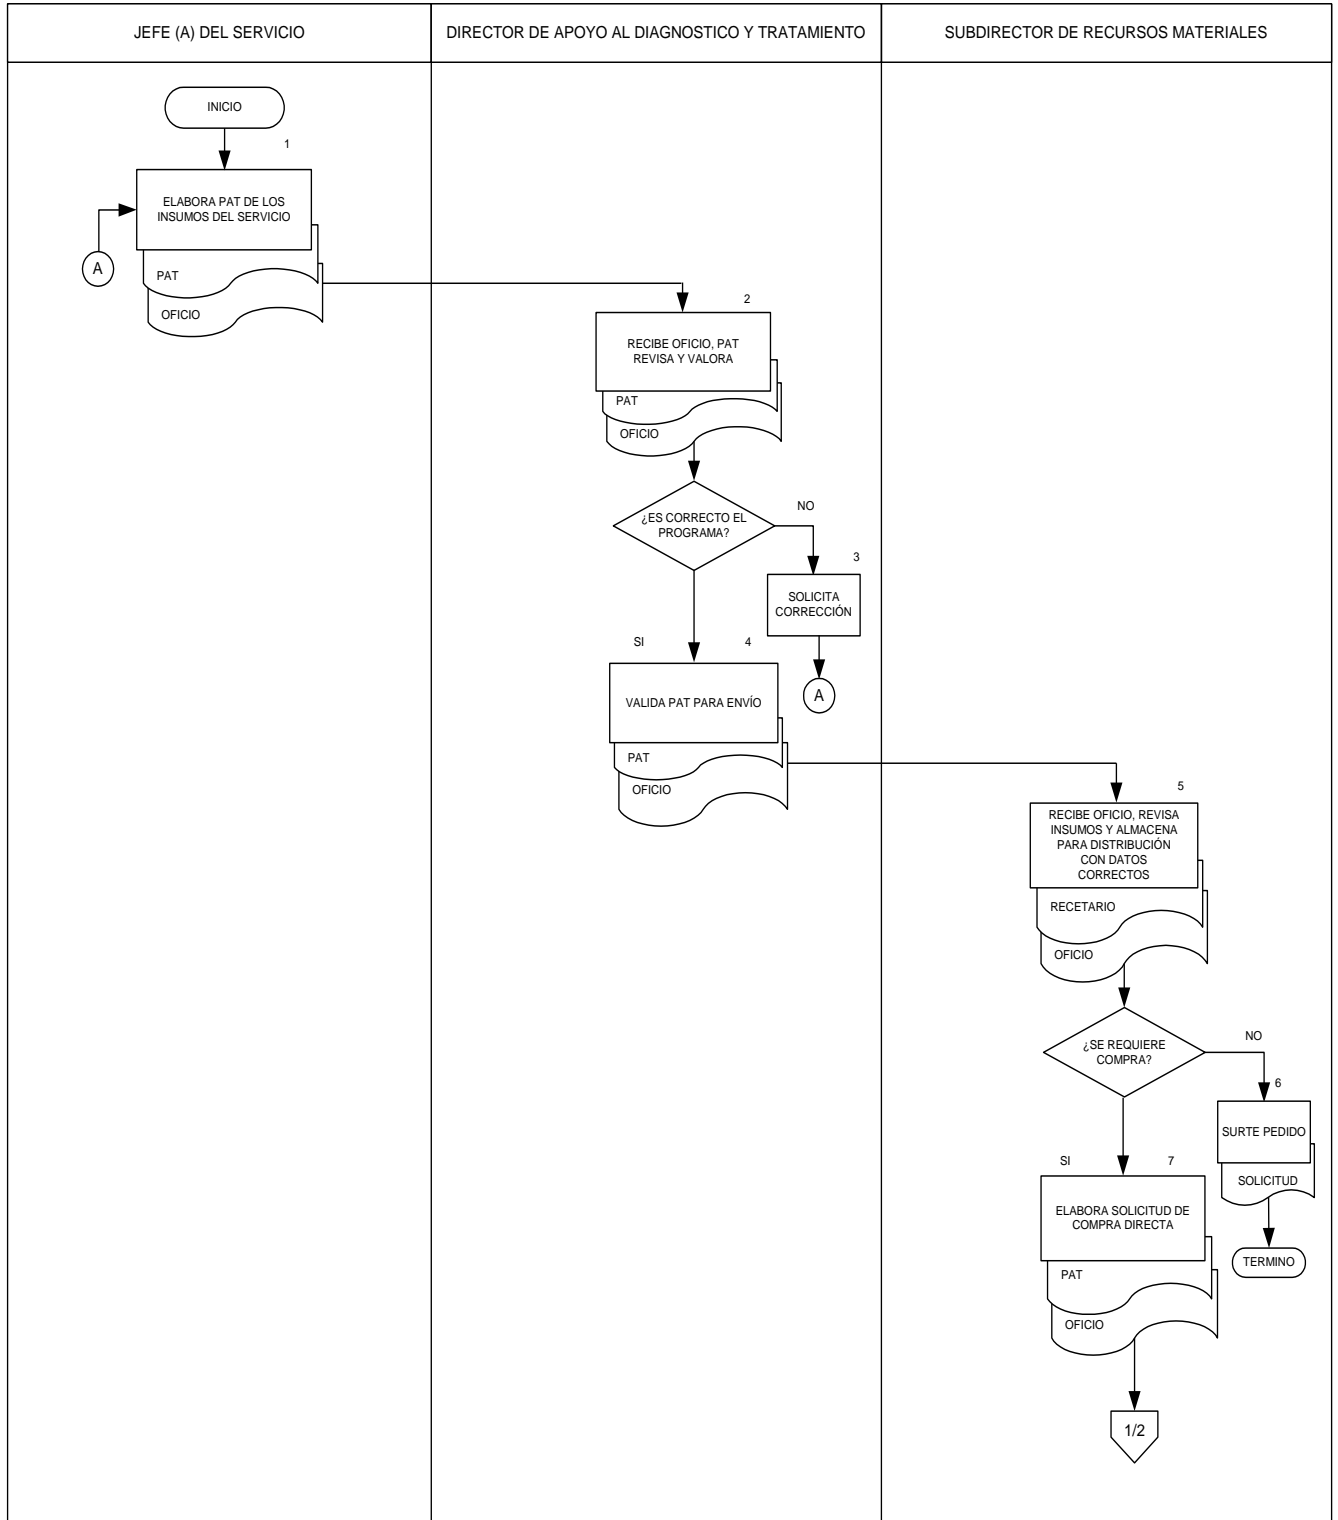 JEFE (A) DEL SERVICIO
DIRECTOR DE APOYO AL DIAGNOSTICO Y TRATAMIENTO
SUBDIRECTOR DE RECURSOS MATERIALES
INICIO
1
ELABORA PAT DE LOS
INSUMOS DEL SERVICIO
A
PAT
OFICIO
2
RECIBE OFICIO, PAT
REVISA Y VALORA
PAT
OFICIO
¿ES CORRECTO EL
PROGRAMA?
NO
3
SOLICITA
CORRECCIÓN
A
SI
4
VALIDA PAT PARA ENVÍO
PAT
OFICIO
5
RECIBE OFICIO, REVISA
INSUMOS Y ALMACENA
PARA DISTRIBUCIÓN
CON DATOS
CORRECTOS
RECETARIO
OFICIO
¿SE REQUIERE
COMPRA?
NO
6
SURTE PEDIDO
SOLICITUD
TERMINO
SI
7
ELABORA SOLICITUD DE
COMPRA DIRECTA
PAT
OFICIO
1/2